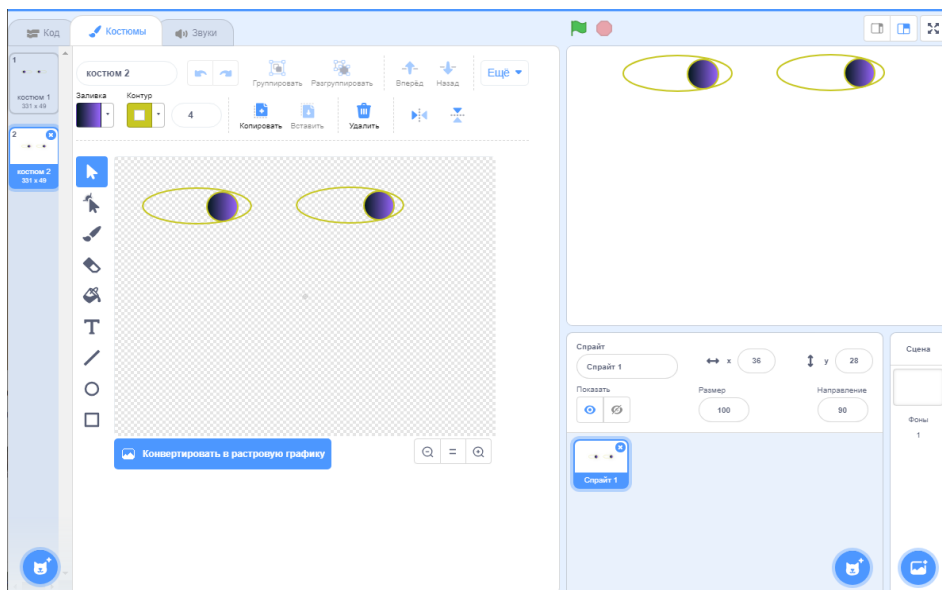 Код
Костюмы
Звуки
1
костюм 1
331 x 49
2
костюм 2
331 x 49
костюм 2
Группировать
Разгруппировать
Вперёд
Назад
Ещё
Заливка
Контур
4
Копировать
Вставить
Удалить
T
Конвертировать в растровую графику
=
Спрайт
Спрайт 1
x
36
y
28
Показать
Размер
100
Направление
90
Спрайт 1
Сцена
Фоны
1